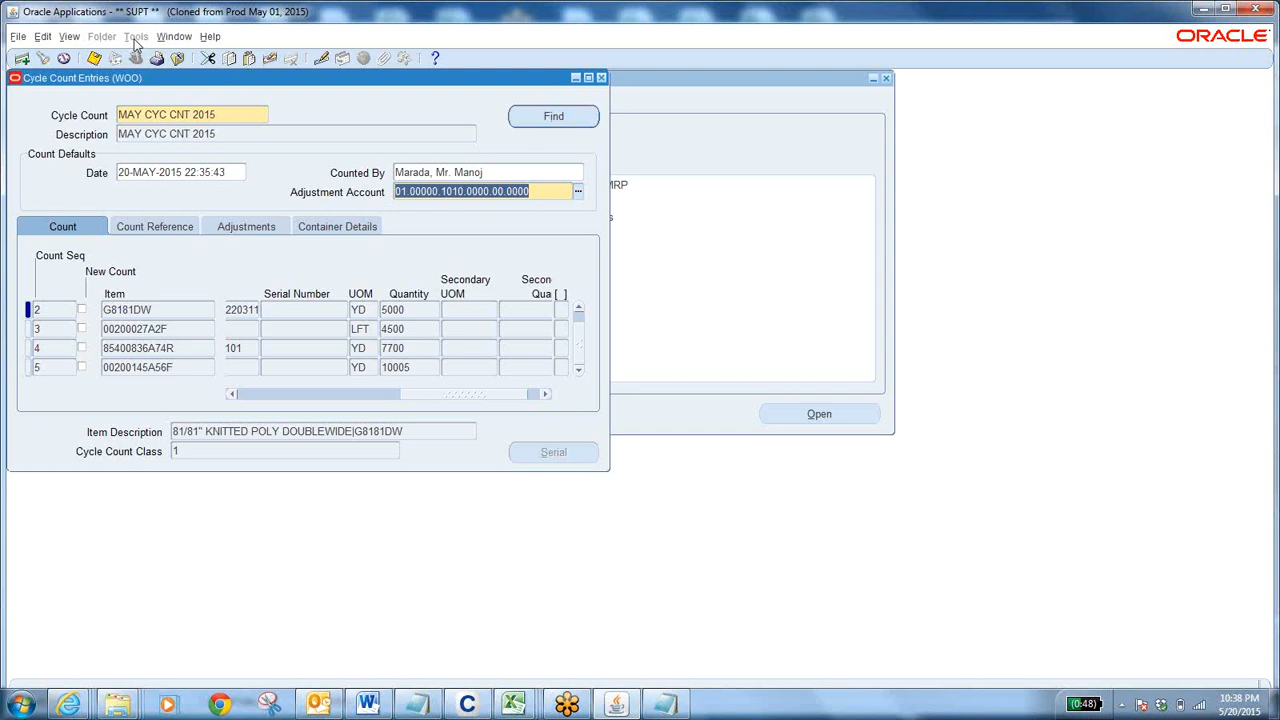 Oracle Applications - ** SUPT ** (Cloned from Prod May 01, 2015)
File Edit View Folder Tools Window Help
ORACLE
Cycle Count Entries (WOO)
Cycle Count MAY CYC CNT 2015
Find
Description MAY CYC CNT 2015
Count Defaults
Date 20-MAY-2015 22:35:43 Counted By Marada, Mr. Manoj
Adjustment Account 01.00000.1010.0000.00.0000
MRP
s
Count Count Reference Adjustments Container Details
Count Seq
New Count
Item Serial Number UOM Quantity Secondary UOM Secon Qua [ ]
2 G8181DW 220311 YD 5000
3 00200027A2F LFT 4500
4 85400836A74R 101 YD 7700
5 00200145A56F YD 10005
Open
Item Description 81/81" KNITTED POLY DOUBLEWIDE|G8181DW
Cycle Count Class 1
Serial
(0:48)
10:38 PM
5/20/2015